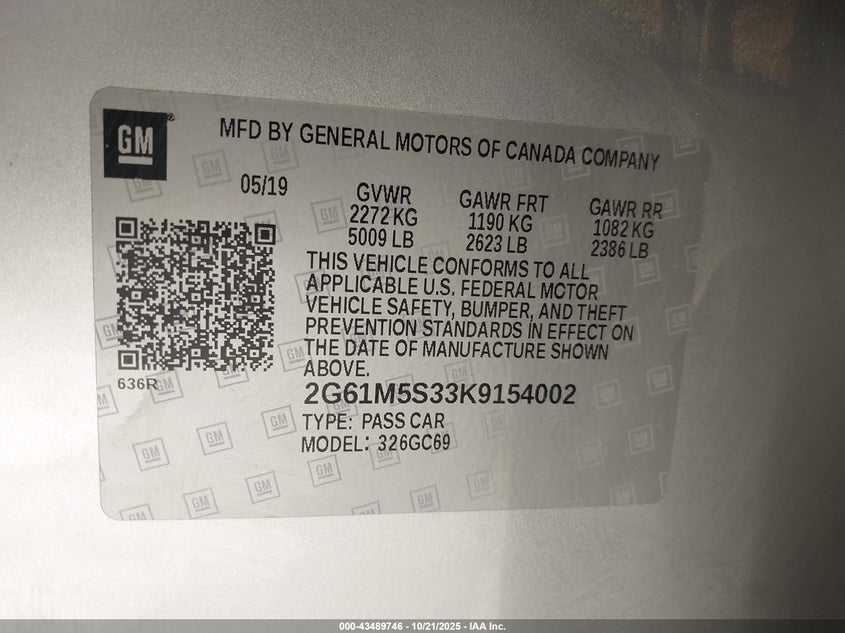 GM
MFD BY GENERAL MOTORS OF CANADA COMPANY
05/19
GVWR
2272 KG
5009 LB
GAWR FRT
1190 KG
2623 LB
GAWR RR
1082 KG
2386 LB
THIS VEHICLE CONFORMS TO ALL
APPLICABLE U.S. FEDERAL MOTOR
VEHICLE SAFETY, BUMPER, AND THEFT
PREVENTION STANDARDS IN EFFECT ON
THE DATE OF MANUFACTURE SHOWN
ABOVE.
636R
2G61M5S33K9154002
TYPE: PASS CAR
MODEL: 326GC69
000-43489746 - 10/21/2025 - IAA Inc.